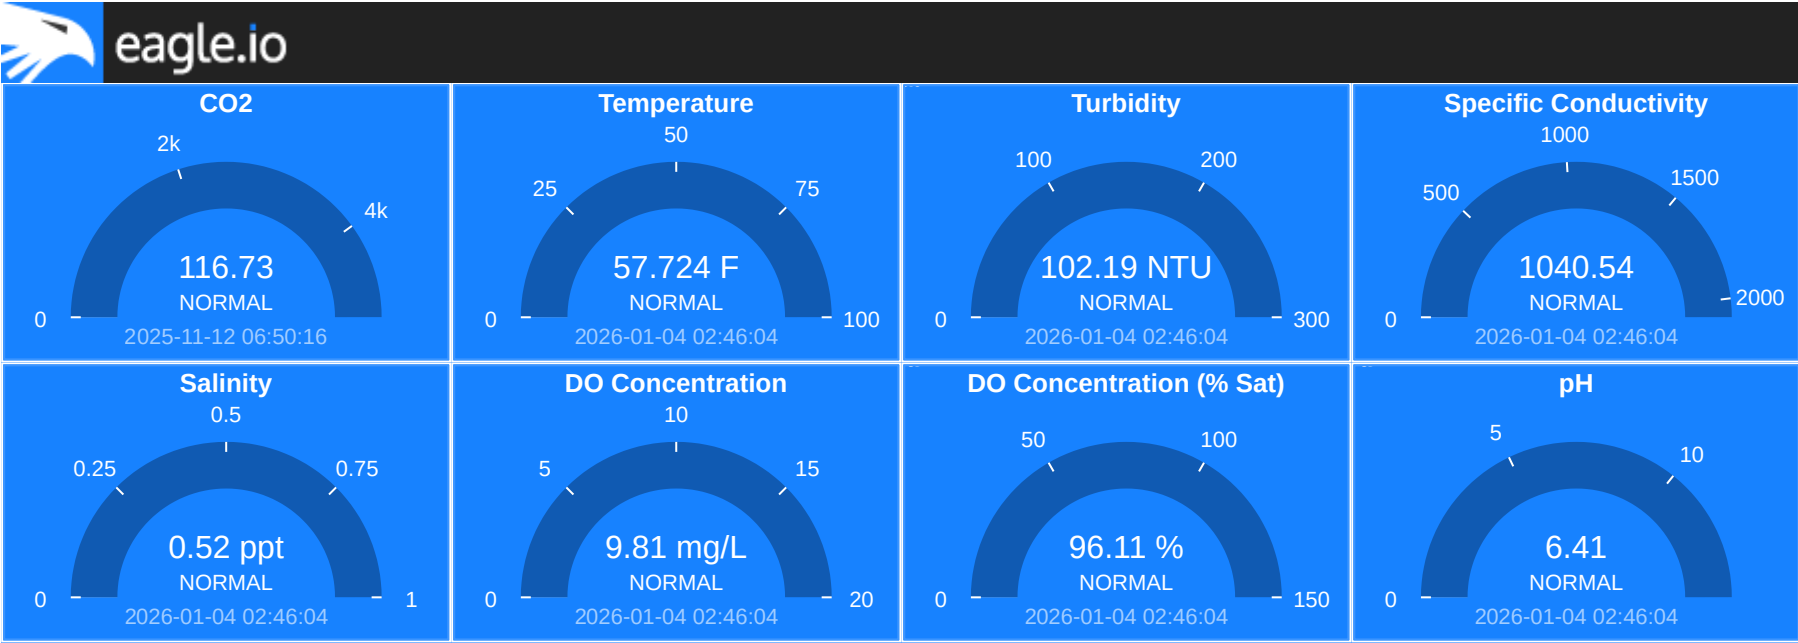 eagle.io
CO2
2k
4k
0
116.73
NORMAL
2025-11-12 06:50:16
Temperature
50
25
75
0
100
57.724 F
NORMAL
2026-01-04 02:46:04
Turbidity
100
200
0
300
102.19 NTU
NORMAL
2026-01-04 02:46:04
Specific Conductivity
1000
500
1500
0
2000
1040.54
NORMAL
2026-01-04 02:46:04
Salinity
0.5
0.25
0.75
0
1
0.52 ppt
NORMAL
2026-01-04 02:46:04
DO Concentration
10
5
15
0
20
9.81 mg/L
NORMAL
2026-01-04 02:46:04
DO Concentration (% Sat)
50
100
0
150
96.11 %
NORMAL
2026-01-04 02:46:04
pH
5
10
0
6.41
NORMAL
2026-01-04 02:46:04